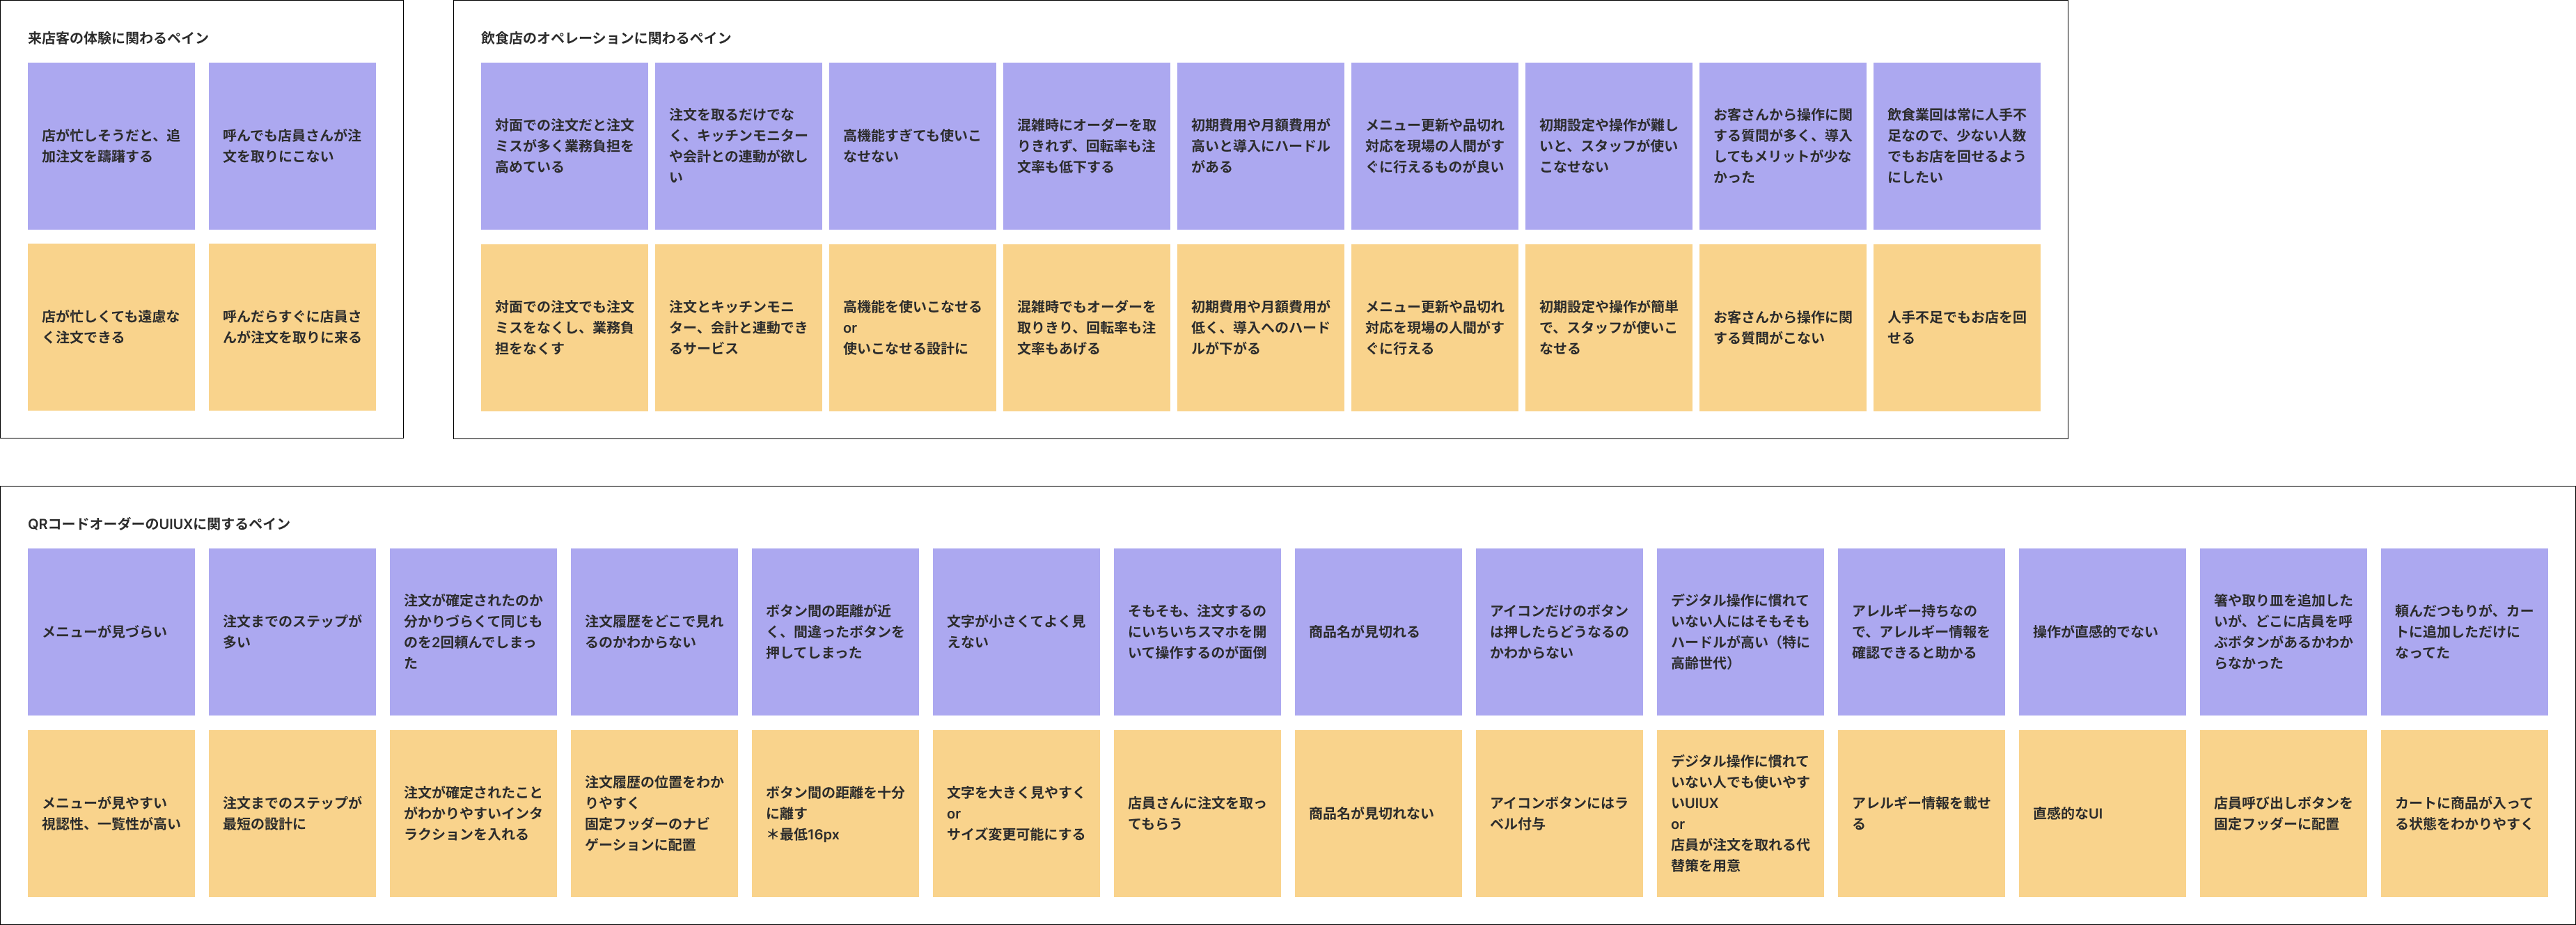 来店客の体験に関わるペイン
店が忙しそうだと、追
加注文を躊躇する
呼んでも店員さんが注
文を取りにこない
店が忙しくても遠慮な
く注文できる
呼んだらすぐに店員さ
んが注文を取りに来る
飲食店のオペレーションに関わるペイン
対面での注文だと注文
ミスが多く業務負担を
高めている
注文を取るだけでな
く、キッチンモニター
や会計との連動が欲し
い
高機能すぎても使いこ
なせない
混雑時にオーダーを取
りきれず、回転率も注
文率も低下する
初期費用や月額費用が
高いと導入にハードル
がある
メニュー更新や品切れ
対応を現場の人間がす
ぐに行えるものが良い
初期設定や操作が難し
いと、スタッフが使い
こなせない
お客さんから操作に関
する質問が多く、導入
してもメリットが少な
かった
飲食業回は常に人手不
足なので、少ない人数
でもお店を回せるよう
にしたい
対面での注文でも注文
ミスをなくし、業務負
担をなくす
注文とキッチンモニ
ター、会計と連動でき
るサービス
高機能を使いこなせる
or
使いこなせる設計に
混雑時でもオーダーを
取りきり、回転率も注
文率もあげる
初期費用や月額費用が
低く、導入へのハード
ルが下がる
メニュー更新や品切れ
対応を現場の人間がす
ぐに行える
初期設定や操作が簡単
で、スタッフが使いこ
なせる
お客さんから操作に関
する質問がこない
人手不足でもお店を回
せる
QRコードオーダーのUIUXに関するペイン
メニューが見づらい
注文までのステップが
多い
注文が確定されたのか
分かりづらくて同じも
のを2回頼んでしまっ
た
注文履歴をどこで見れ
るのかわからない
ボタン間の距離が近
く、間違ったボタンを
押してしまった
文字が小さくてよく見
えない
そもそも、注文するの
にいちいちスマホを開
いて操作するのが面倒
商品名が見切れる
アイコンだけのボタン
は押したらどうなるの
かわからない
デジタル操作に慣れて
いない人にはそもそも
ハードルが高い（特に
高齢世代）
アレルギー持ちなの
で、アレルギー情報を
確認できると助かる
操作が直感的でない
箸や取り皿を追加した
いが、どこに店員を呼
ぶボタンがあるかわか
らなかった
頼んだつもりが、カー
トに追加しただけに
なってた
メニューが見やすい
視認性、一覧性が高い
注文までのステップが
最短の設計に
注文が確定されたこと
がわかりやすいインタ
ラクションを入れる
注文履歴の位置をわか
りやすく
固定フッダーのナビ
ゲーションに配置
ボタン間の距離を十分
に離す
＊最低16px
文字を大きく見やすく
or
サイズ変更可能にする
店員さんに注文を取っ
てもらう
商品名が見切れない
アイコンボタンにはラ
ベル付与
デジタル操作に慣れて
いない人でも使いやす
いUIUX
or
店員が注文を取れる代
替策を用意
アレルギー情報を載せ
る
直感的なUI
店員呼び出しボタンを
固定フッダーに配置
カートに商品が入って
る状態をわかりやすく